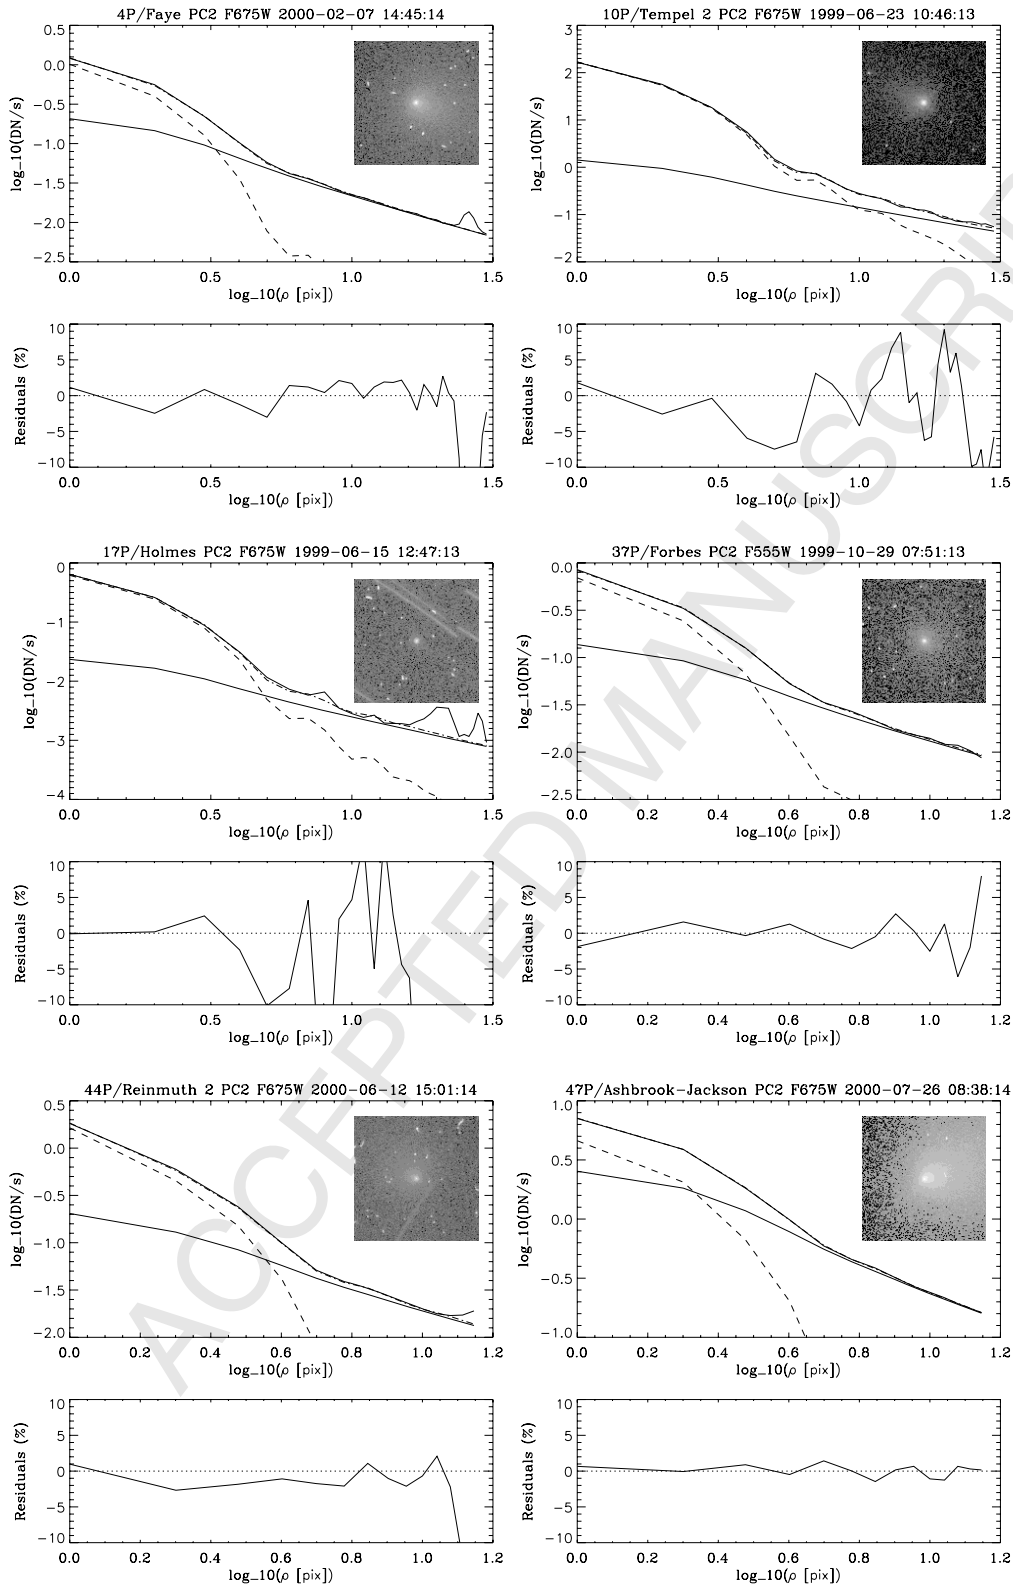 4P/Faye PC2 F675W 2000-02-07 14:45:14
log_10(DN/s)
0.5
0.0
-0.5
-1.0
-1.5
-2.0
-2.5
0.0 0.5 1.0 1.5
log_10(ρ [pix])
Residuals (%)
10
5
0
-5
-10
0.0 0.5 1.0 1.5
log_10(ρ [pix])
10P/Tempel 2 PC2 F675W 1999-06-23 10:46:13
log_10(DN/s)
3
2
1
0
-1
-2
0.0 0.5 1.0 1.5
log_10(ρ [pix])
Residuals (%)
10
5
0
-5
-10
0.0 0.5 1.0 1.5
log_10(ρ [pix])
17P/Holmes PC2 F675W 1999-06-15 12:47:13
log_10(DN/s)
0
-1
-2
-3
-4
0.0 0.5 1.0 1.5
log_10(ρ [pix])
Residuals (%)
10
5
0
-5
-10
0.0 0.5 1.0 1.5
log_10(ρ [pix])
37P/Forbes PC2 F555W 1999-10-29 07:51:13
log_10(DN/s)
0.0
-0.5
-1.0
-1.5
-2.0
-2.5
0.0 0.2 0.4 0.6 0.8 1.0 1.2
log_10(ρ [pix])
Residuals (%)
10
5
0
-5
-10
0.0 0.2 0.4 0.6 0.8 1.0 1.2
log_10(ρ [pix])
44P/Reinmuth 2 PC2 F675W 2000-06-12 15:01:14
log_10(DN/s)
0.5
0.0
-0.5
-1.0
-1.5
-2.0
0.0 0.2 0.4 0.6 0.8 1.0 1.2
log_10(ρ [pix])
Residuals (%)
10
5
0
-5
-10
0.0 0.2 0.4 0.6 0.8 1.0 1.2
log_10(ρ [pix])
47P/Ashbrook-Jackson PC2 F675W 2000-07-26 08:38:14
log_10(DN/s)
1.0
0.5
0.0
-0.5
-1.0
0.0 0.2 0.4 0.6 0.8 1.0 1.2
log_10(ρ [pix])
Residuals (%)
10
5
0
-5
-10
0.0 0.2 0.4 0.6 0.8 1.0 1.2
log_10(ρ [pix])
ACCEPTED MANUSCRIP